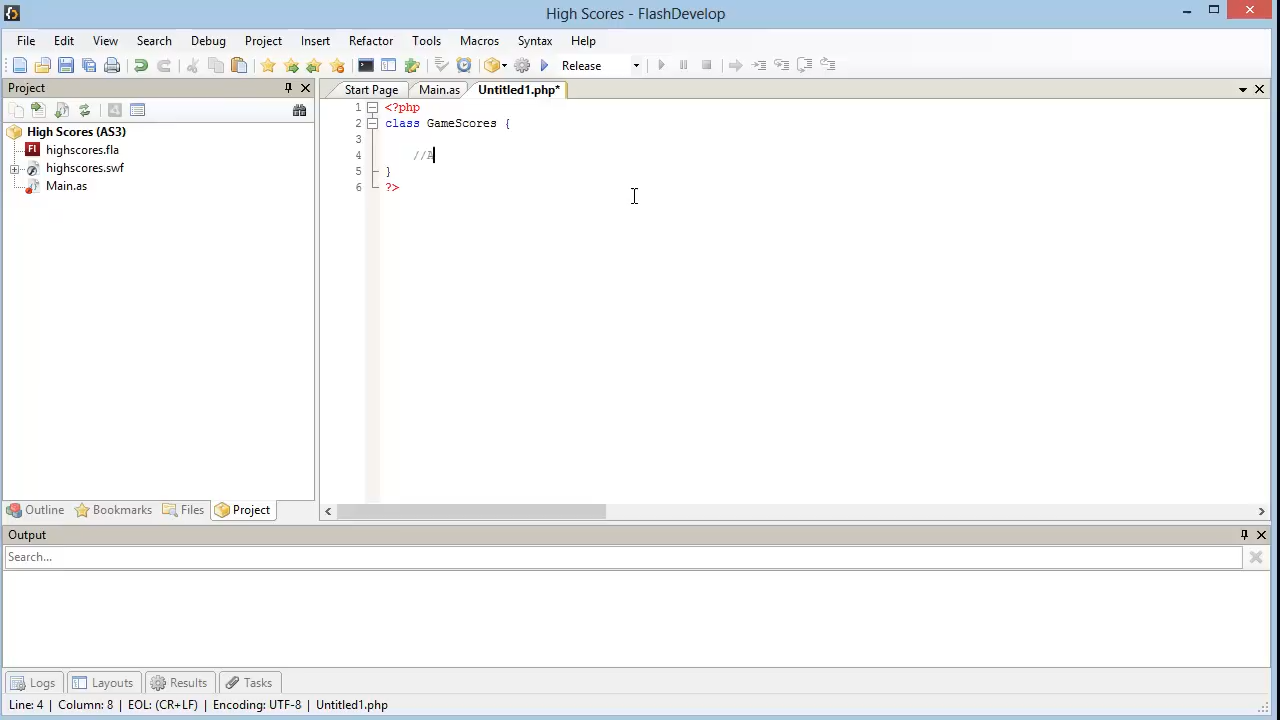 High Scores - FlashDevelop
File Edit View Search Debug Project Insert Refactor Tools Macros Syntax Help
Release
Project
Start Page Main.as Untitled1.php*
High Scores (AS3)
highscores.fla
highscores.swf
Main.as
1 <?php
2 class GameScores {
3
4 //A
5 }
6 ?>
Outline Bookmarks Files Project
Output
Search...
Logs Layouts Results Tasks
Line: 4 | Column: 8 | EOL: (CR+LF) | Encoding: UTF-8 | Untitled1.php